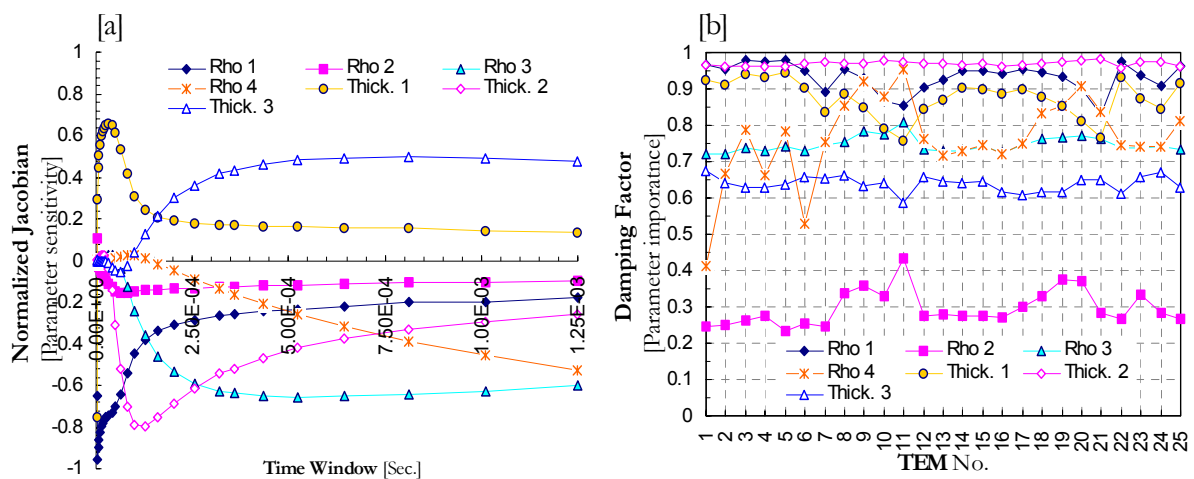 [a]
1
0.8
0.6
0.4
0.2
0
-0.2
-0.4
-0.6
-0.8
-1
Normalized Jacobian
[Parameter sensitivity]
Rho 1
Rho 2
Rho 3
Rho 4
Thick. 1
Thick. 2
Thick. 3
0.00E+00
2.50E-04
5.00E-04
7.50E-04
1.00E-03
1.25E-03
Time Window [Sec.]
[b]
1
0.9
0.8
0.7
0.6
0.5
0.4
0.3
0.2
0.1
0
Damping Factor
[Parameter imporatnce]
Rho 1
Rho 2
Rho 3
Rho 4
Thick. 1
Thick. 2
Thick. 3
1 2 3 4 5 6 7 8 9 10 11 12 13 14 15 16 17 18 19 20 21 22 23 24 25
TEM No.